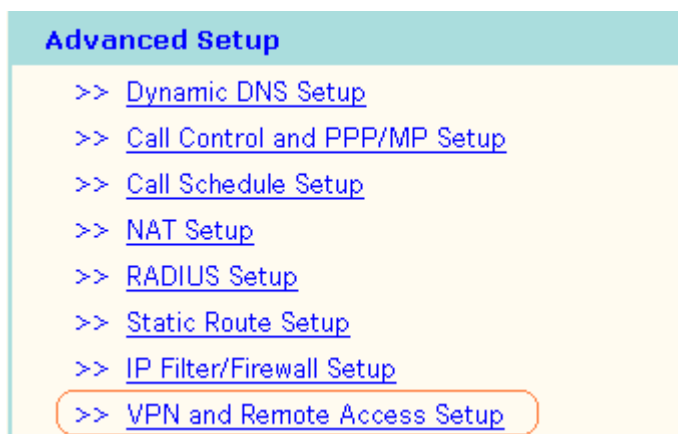 Advanced Setup
>> Dynamic DNS Setup
>> Call Control and PPP/MP Setup
>> Call Schedule Setup
>> NAT Setup
>> RADIUS Setup
>> Static Route Setup
>> IP Filter/Firewall Setup
>> VPN and Remote Access Setup